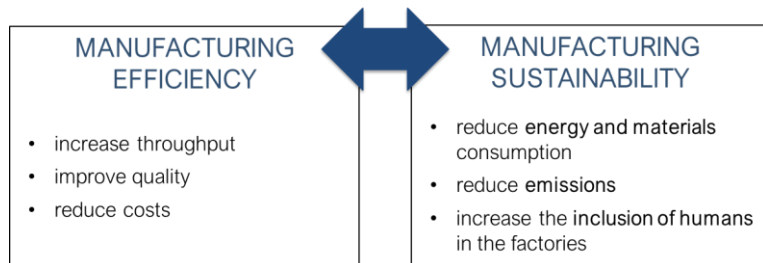 MANUFACTURING
EFFICIENCY
• increase throughput
• improve quality
• reduce costs
MANUFACTURING
SUSTAINABILITY
• reduce energy and materials
consumption
• reduce emissions
• increase the inclusion of humans
in the factories